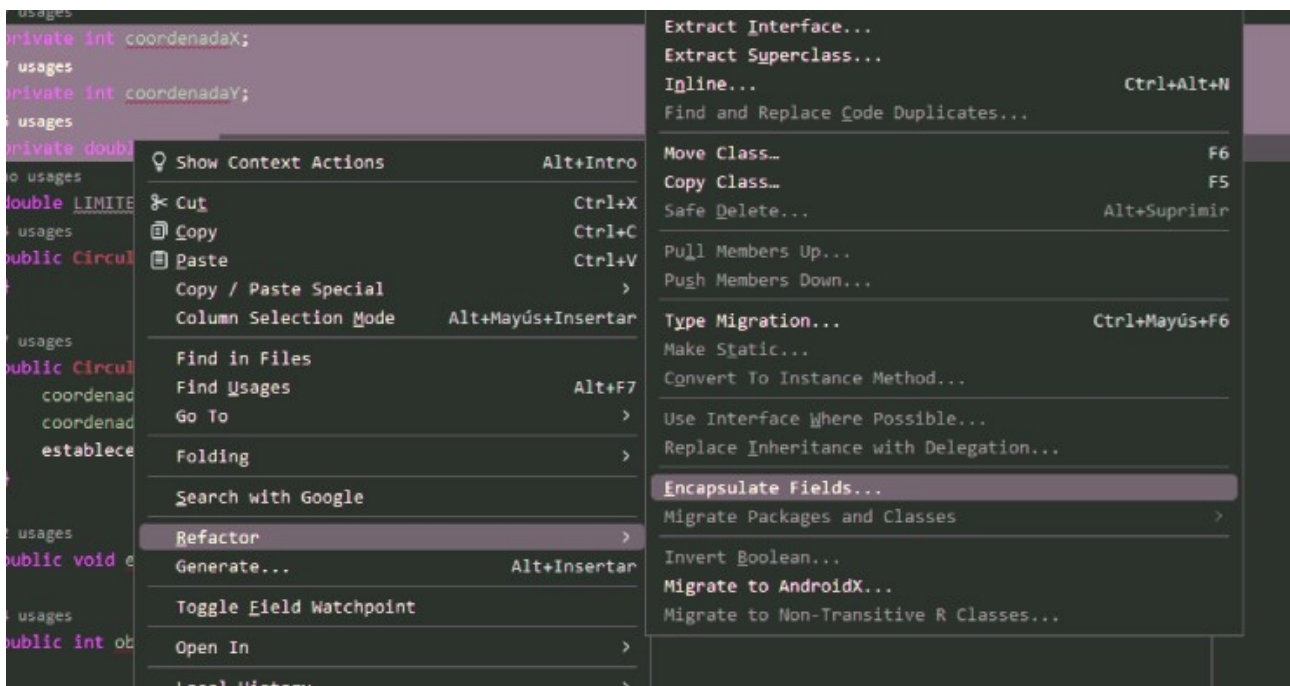 usages
private int coordenadaX;
usages
private int coordenadaY;
usages
private doubl
no usages
double LIMITE
usages
public Circul
}
usages
public Circul
coordenad
coordenad
establece
}
usages
public void e
usages
public int ob
Show Context Actions Alt+Intro
Cut Ctrl+X
Copy Ctrl+C
Paste Ctrl+V
Copy / Paste Special >
Column Selection Mode Alt+Mayús+Insertar
Find in Files
Find Usages Alt+F7
Go To >
Folding >
Search with Google
Refactor >
Generate... Alt+Insertar
Toggle Field Watchpoint
Open In >
Local History >
Extract Interface...
Extract Superclass...
Inline... Ctrl+Alt+N
Find and Replace Code Duplicates...
Move Class… F6
Copy Class… F5
Safe Delete... Alt+Suprimir
Pull Members Up...
Push Members Down...
Type Migration... Ctrl+Mayús+F6
Make Static...
Convert To Instance Method...
Use Interface Where Possible...
Replace Inheritance with Delegation...
Encapsulate Fields...
Migrate Packages and Classes >
Invert Boolean...
Migrate to AndroidX...
Migrate to Non-Transitive R Classes...